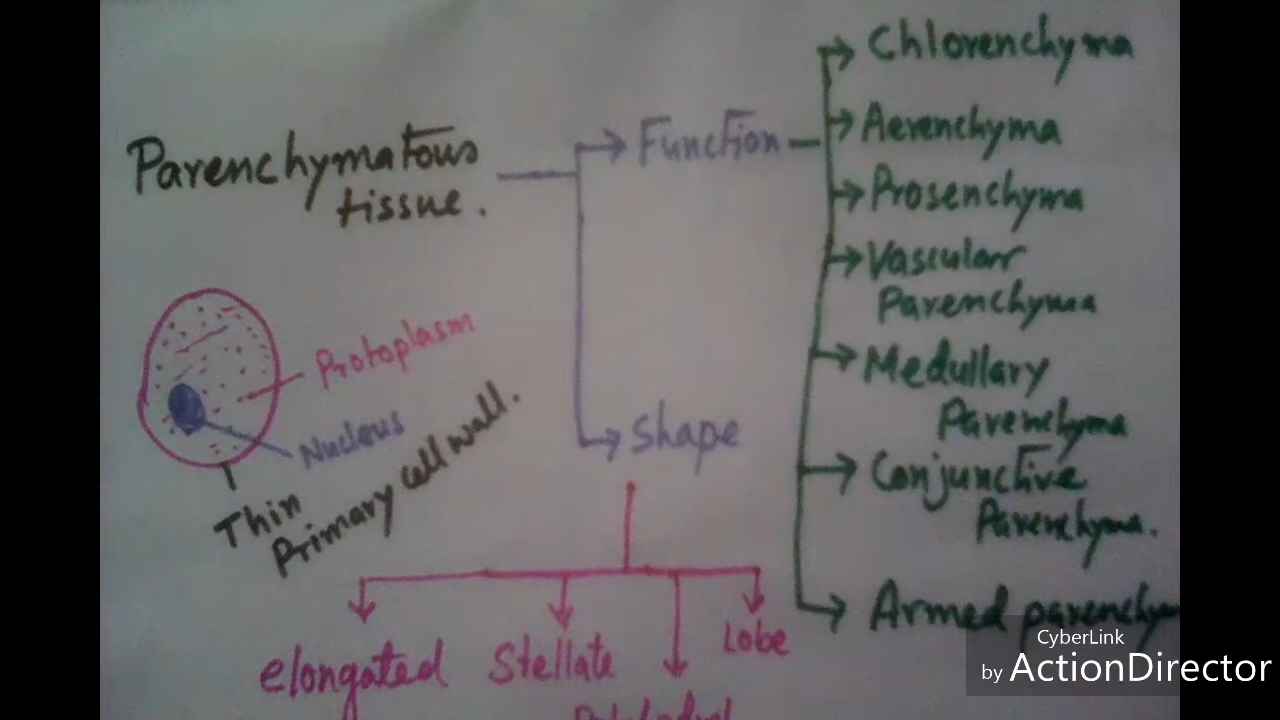 Parenchymatous
tissue.
Function
Chlorenchyma
Aerenchyma
Prosenchyma
Vascular
Parenchyma
Medullary
Parenchyma
Conjunctive
Parenchyma.
Armed parenchym
Protoplasm
Nucleus
Thin
Primary cell wall.
Shape
elongated
Stellate
Lobe
CyberLink
by ActionDirector